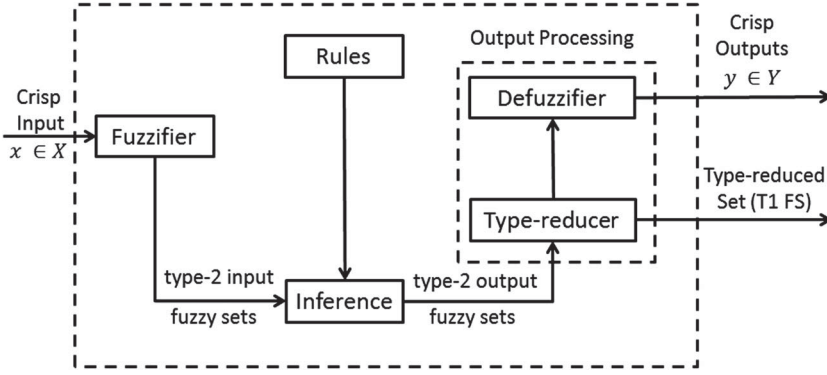 Crisp
Input
x ∈ X
Fuzzifier
Rules
type-2 input
fuzzy sets
Inference
type-2 output
fuzzy sets
Output Processing
Defuzzifier
Type-reducer
Crisp
Outputs
y ∈ Y
Type-reduced
Set (T1 FS)